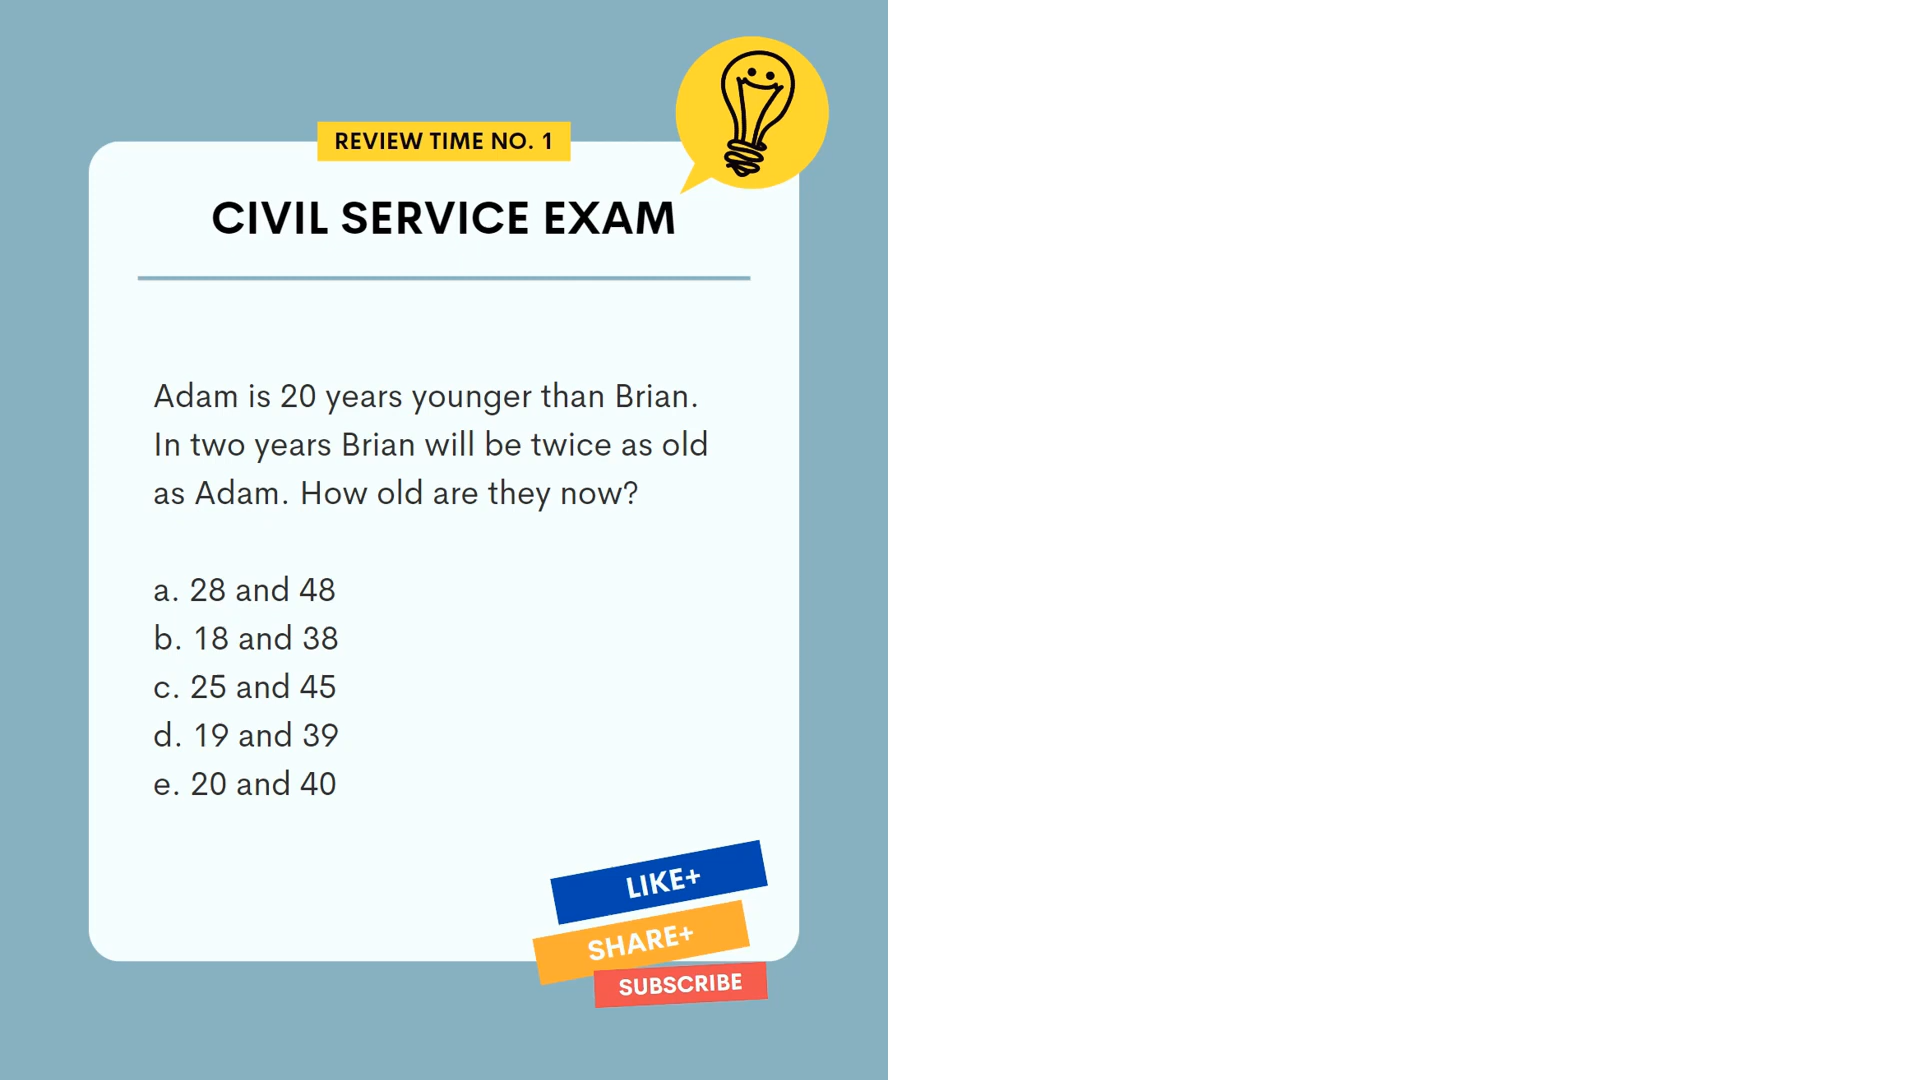 REVIEW TIME NO. 1
CIVIL SERVICE EXAM
Adam is 20 years younger than Brian.
In two years Brian will be twice as old
as Adam. How old are they now?
a. 28 and 48
b. 18 and 38
c. 25 and 45
d. 19 and 39
e. 20 and 40
LIKE+
SHARE+
SUBSCRIBE